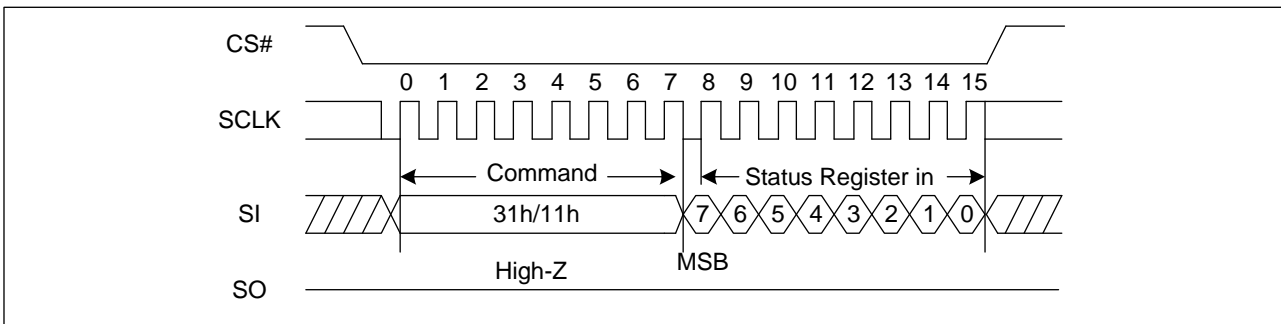 CS#
0 1 2 3 4 5 6 7 8 9 10 11 12 13 14 15
SCLK
Command Status Register in
SI 31h/11h 7 6 5 4 3 2 1 0
High-Z MSB
SO